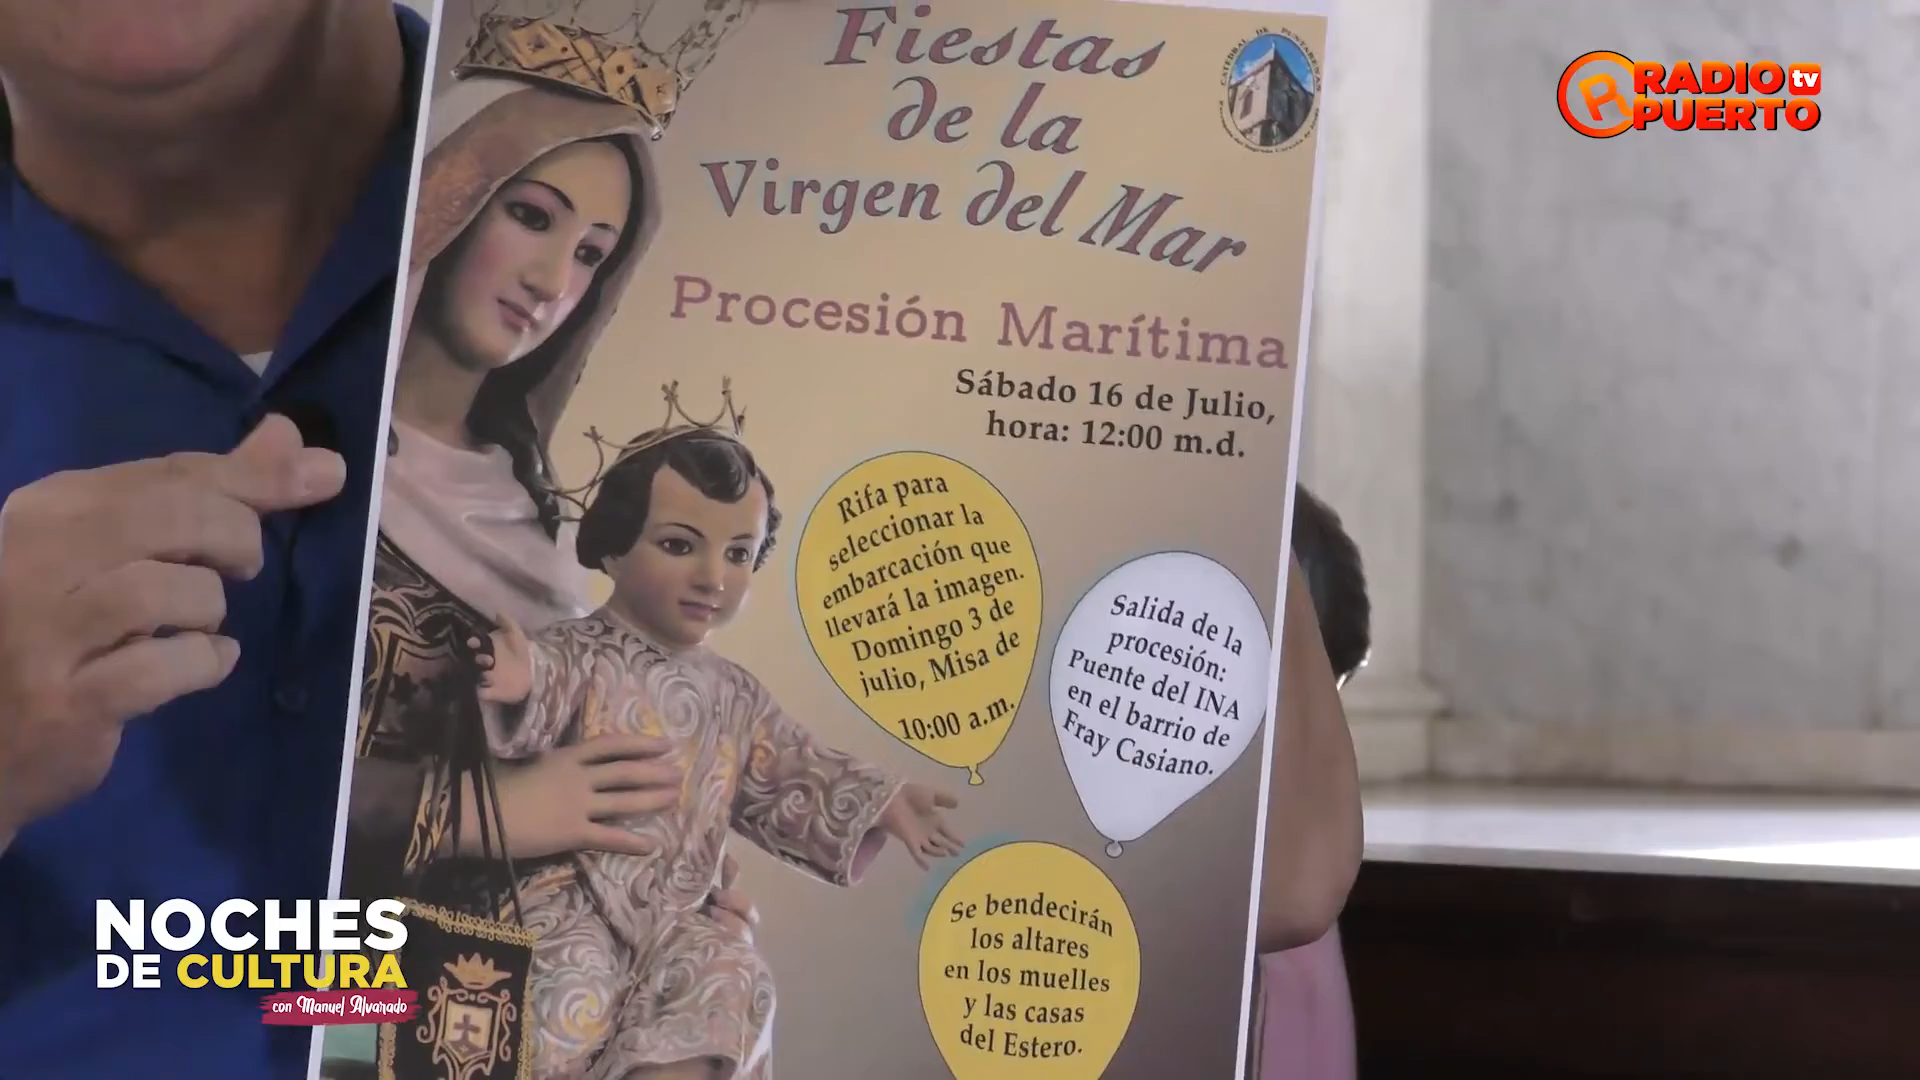 Fiestas
de la
Virgen del Mar
CATEDRAL DE PUNTARENAS
RADIO tv
PUERTO
Procesión Marítima
Sábado 16 de Julio,
hora: 12:00 m.d.
Rifa para
seleccionar la
embarcación que
llevará la imagen.
Domingo 3 de
julio, Misa de
10:00 a.m.
Salida de la
procesión:
Puente del INA
en el barrio de
Fray Casiano.
Se bendecirán
los altares
en los muelles
y las casas
del Estero.
NOCHES
DE CULTURA
con Manuel Alvarado